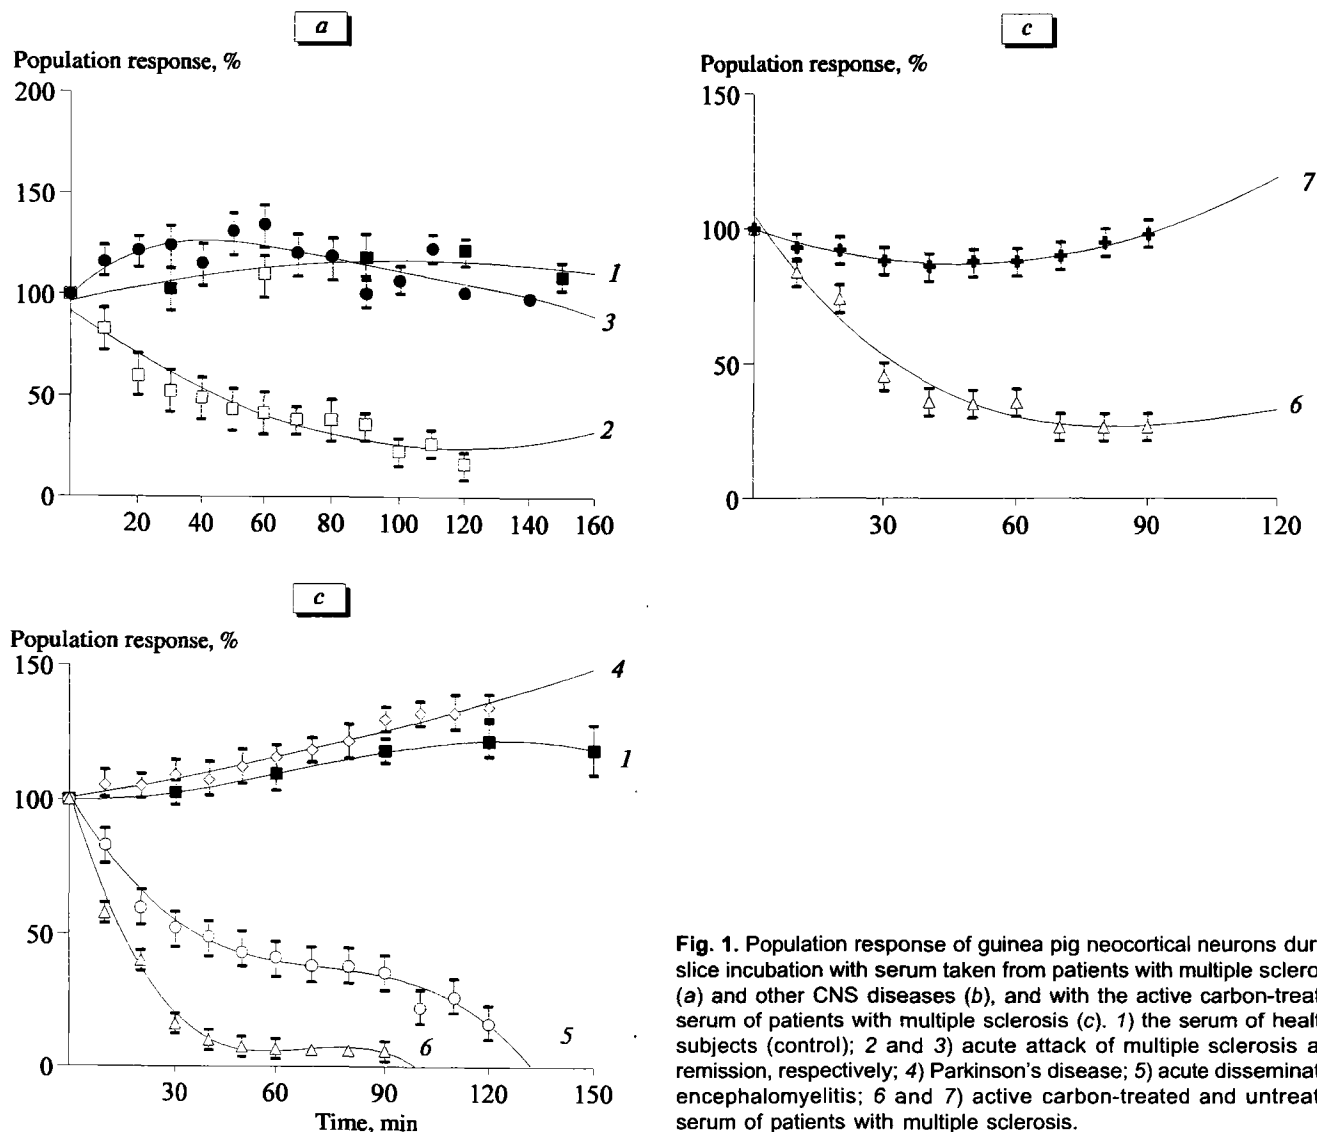 a
Population response, %
200
150
100
50
0
20 40 60 80 100 120 140 160
1
3
2
c
Population response, %
150
100
50
0
30 60 90 120
7
6
c
Population response, %
150
100
50
0
30 60 90 120 150
Time, min
4
1
5
6
Fig. 1. Population response of guinea pig neocortical neurons dur
slice incubation with serum taken from patients with multiple sclero
(a) and other CNS diseases (b), and with the active carbon-treat
serum of patients with multiple sclerosis (c). 1) the serum of healt
subjects (control); 2 and 3) acute attack of multiple sclerosis a
remission, respectively; 4) Parkinson's disease; 5) acute disseminat
encephalomyelitis; 6 and 7) active carbon-treated and untreat
serum of patients with multiple sclerosis.